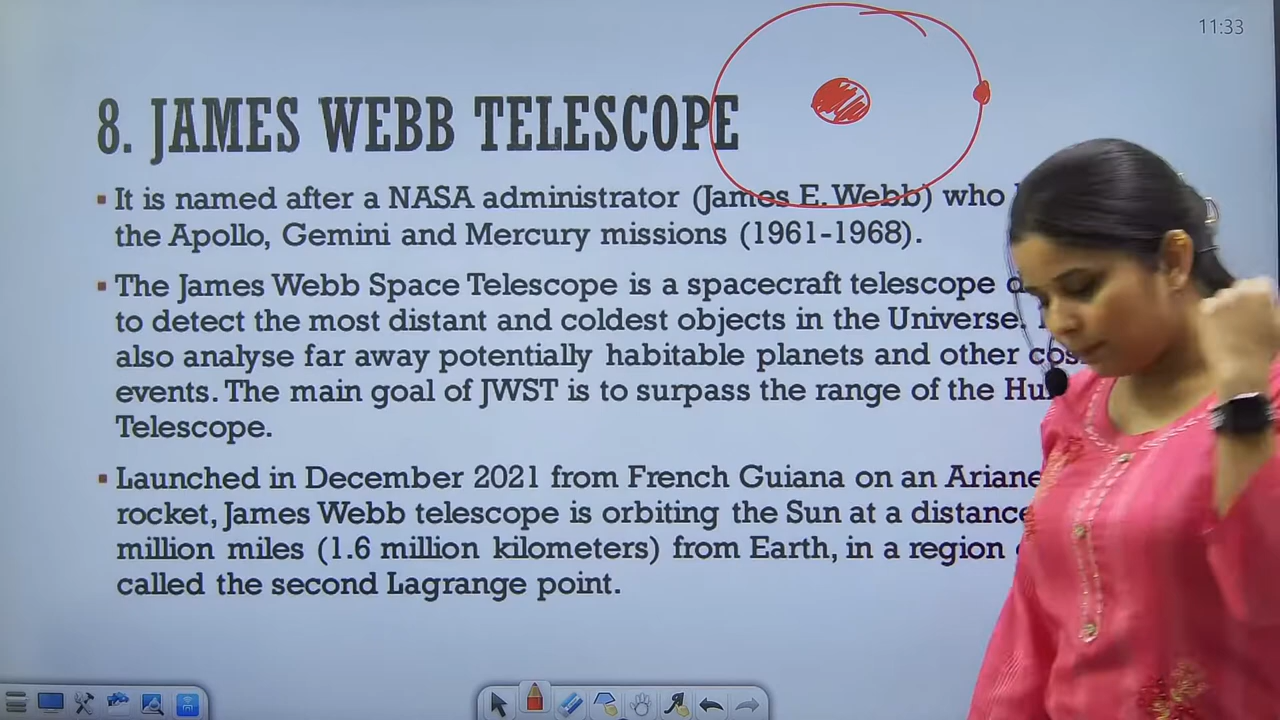 11:33
8. JAMES WEBB TELESCOPE
▪ It is named after a NASA administrator (James E. Webb) who
the Apollo, Gemini and Mercury missions (1961-1968).
▪ The James Webb Space Telescope is a spacecraft telescope
to detect the most distant and coldest objects in the Universe.
also analyse far away potentially habitable planets and other
events. The main goal of JWST is to surpass the range of the
Telescope.
▪ Launched in December 2021 from French Guiana on an Ariane
rocket, James Webb telescope is orbiting the Sun at a distance
million miles (1.6 million kilometers) from Earth, in a region
called the second Lagrange point.